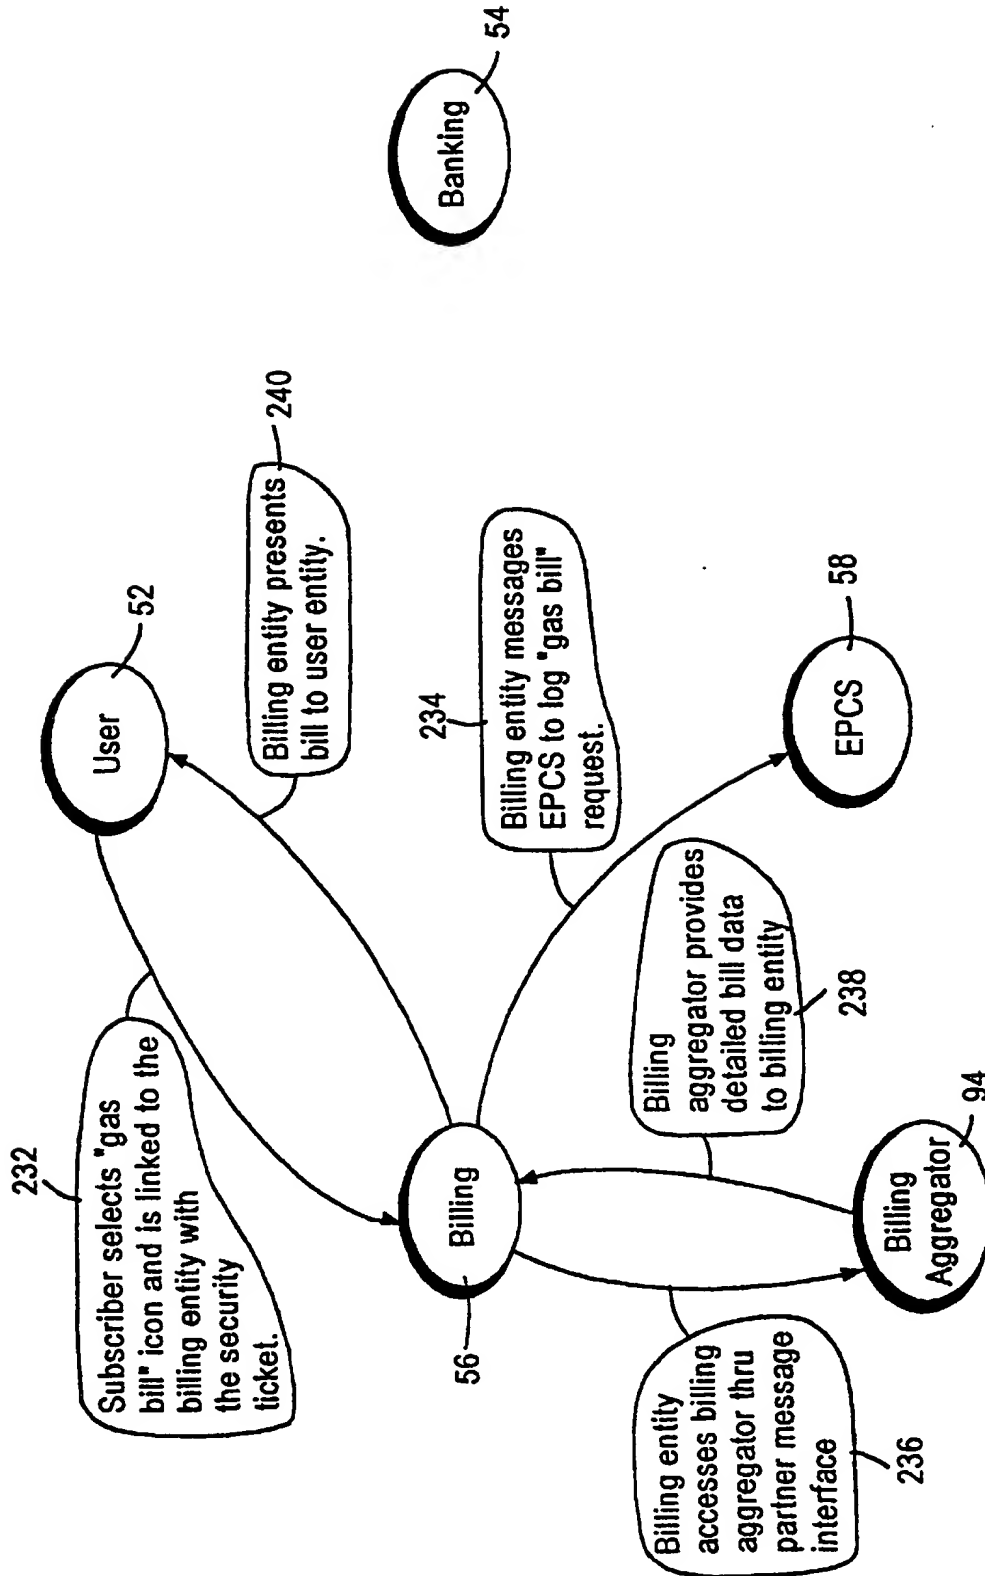 232
Subscriber selects "gas
bill" icon and is linked to the
billing entity with
the security
ticket.
User
52
Billing entity presents
bill to user entity.
240
Banking
54
Billing
56
234
Billing entity messages
EPCS to log "gas bill"
request.
Billing entity
accesses billing
aggregator thru
partner message
interface
236
Billing
aggregator provides
detailed bill data
to billing entity
238
EPCS
58
Billing
Aggregator
94